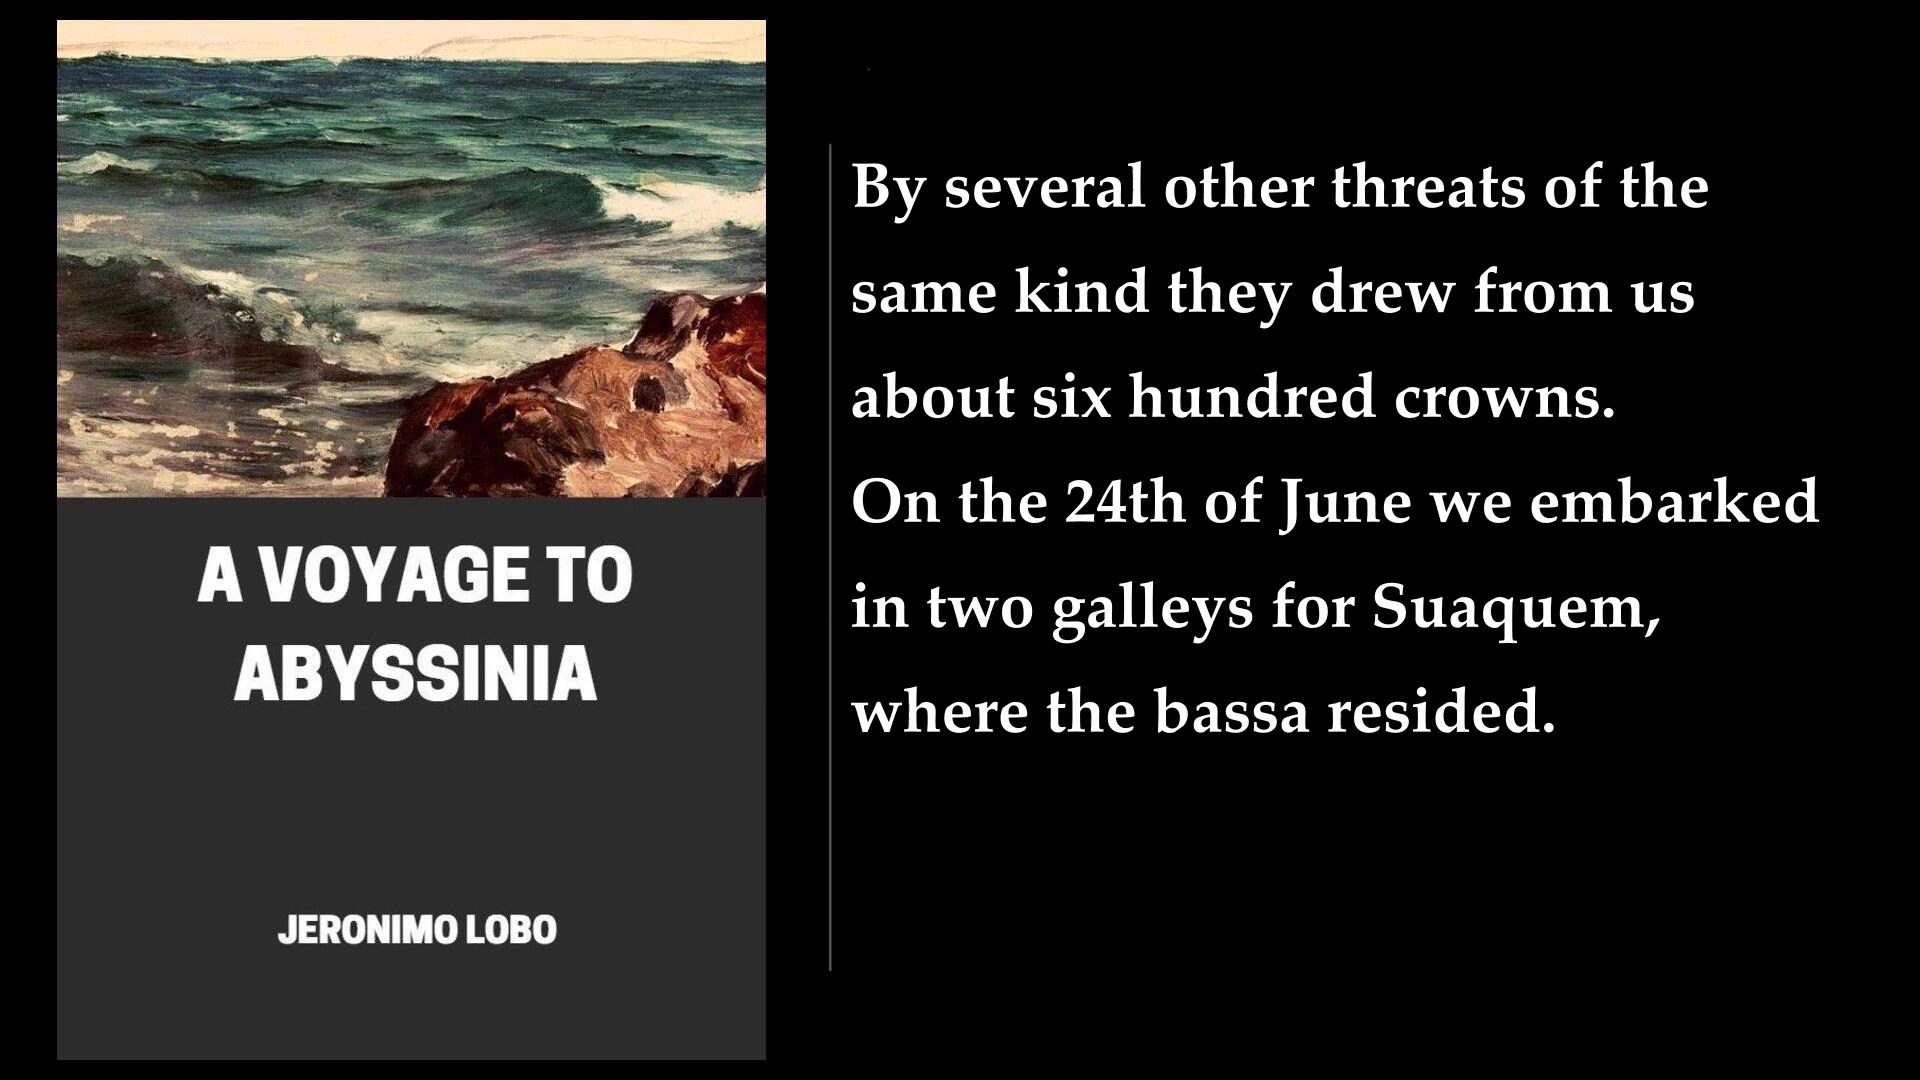 A VOYAGE TO
ABYSSINIA
JERONIMO LOBO
By several other threats of the
same kind they drew from us
about six hundred crowns.
On the 24th of June we embarked
in two galleys for Suaquem,
where the bassa resided.